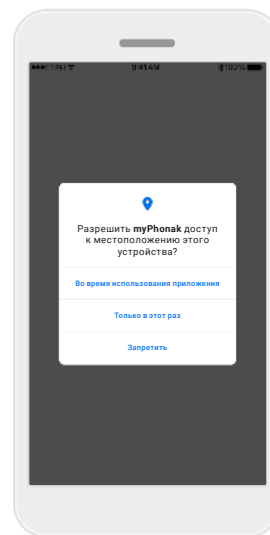 9:41 AM
100 %
Разрешить myPhonak доступ
к местоположению этого
устройства?
Во время использования приложения
Только в этот раз
Запретить